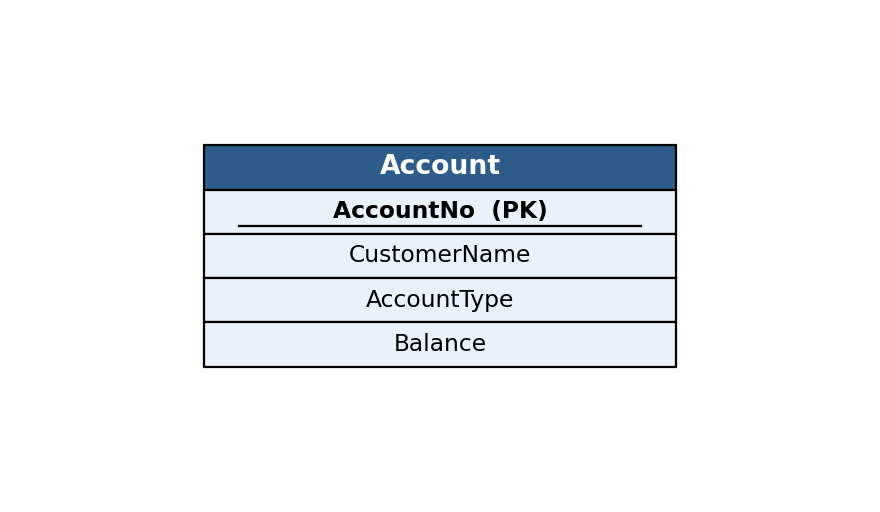 Account
AccountNo  (PK)
CustomerName
AccountType
Balance